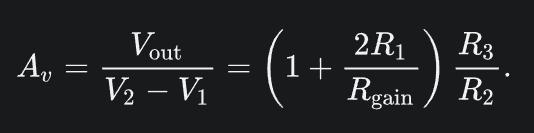 A_v = \frac{V_{\text{out}}}{V_2 - V_1} = \left(1 + \frac{2R_1}{R_{\text{gain}}}\right) \frac{R_3}{R_2}.